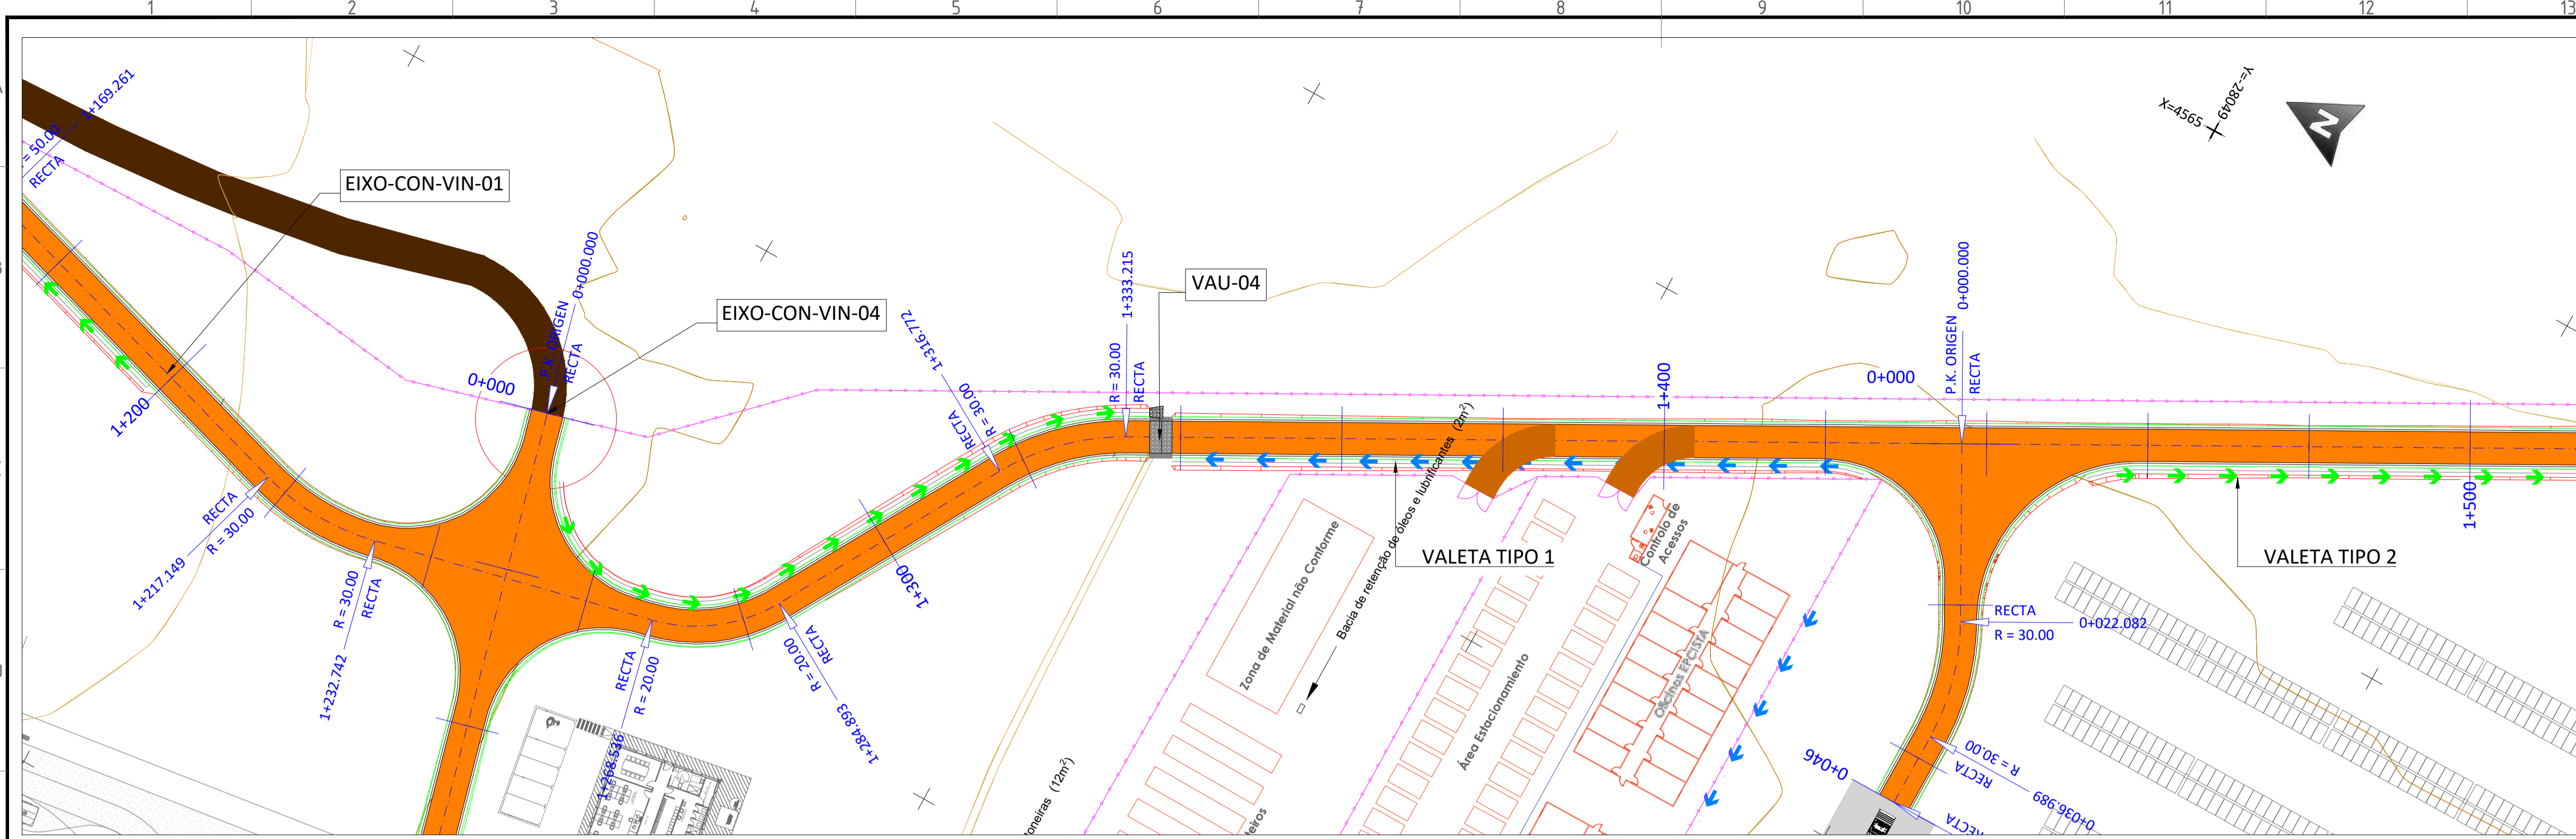 1 2 3 4 5 6 7 8 9 10 11 12 13
1+169.261
= 50.00
RECTA
EIXO-CON-VIN-01
1+200
P.K. ORIGEN
0+000.000
RECTA
0+000
EIXO-CON-VIN-04
RECTA
1+217.149
R = 30.00
R = 30.00
1+232.742
RECTA
RECTA
1+268.536
R = 20.00
RECTA
R = 20.00
1+284.893
1+300
1+316.772
RECTA
R = 30.00
R = 30.00
1+333.215
RECTA
VAU-04
1+400
Bacia de retenção de óleos e lubrificantes (2m²)
VALETA TIPO 1
Zona de Material não Conforme
Área Estacionamento
Controlo de
Acessos
Oficinas EPCISTA
toneiras (12m²)
eiros
0+000
P.K. ORIGEN
0+000.000
RECTA
X=4565
Y=-28049
N
1+500
VALETA TIPO 2
RECTA
0+022.082
R = 30.00
R = 30.00
0+036.989
RECTA
0+046
RECTA
B
D